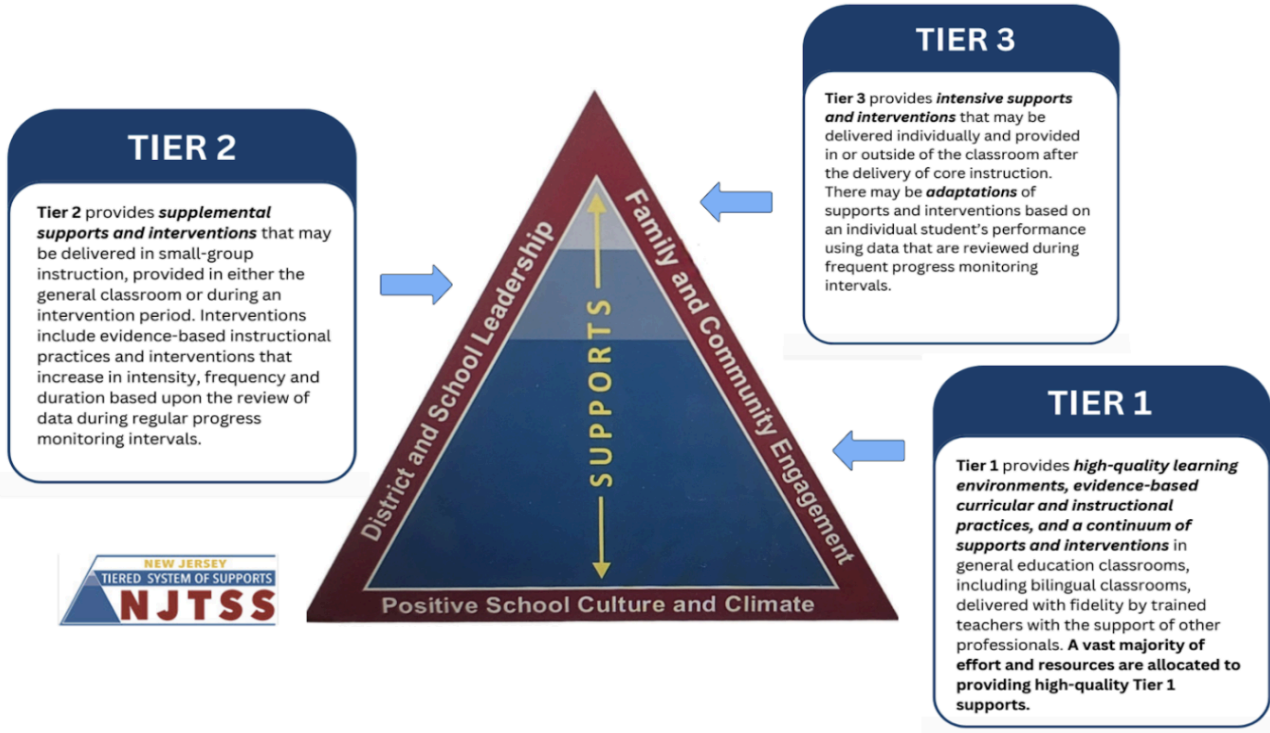 TIER 3
Tier 3 provides intensive supports
and interventions that may be
delivered individually and provided
in or outside of the classroom after
the delivery of core instruction.
There may be adaptations of
supports and interventions based on
an individual student's performance
using data that are reviewed during
frequent progress monitoring
intervals.
TIER 2
Tier 2 provides supplemental
supports and interventions that may
be delivered in small-group
instruction, provided in either the
general classroom or during an
intervention period. Interventions
include evidence-based instructional
practices and interventions that
increase in intensity, frequency and
duration based upon the review of
data during regular progress
monitoring intervals.
District and School Leadership
SUPPORTS
Family and Community Engagement
Positive School Culture and Climate
TIER 1
Tier 1 provides high-quality learning
environments, evidence-based
curricular and instructional
practices, and a continuum of
supports and interventions in
general education classrooms,
including bilingual classrooms,
delivered with fidelity by trained
teachers with the support of other
professionals. A vast majority of
effort and resources are allocated to
providing high-quality Tier 1
supports.
NEW JERSEY
TIERED SYSTEM OF SUPPORTS
NJTSS